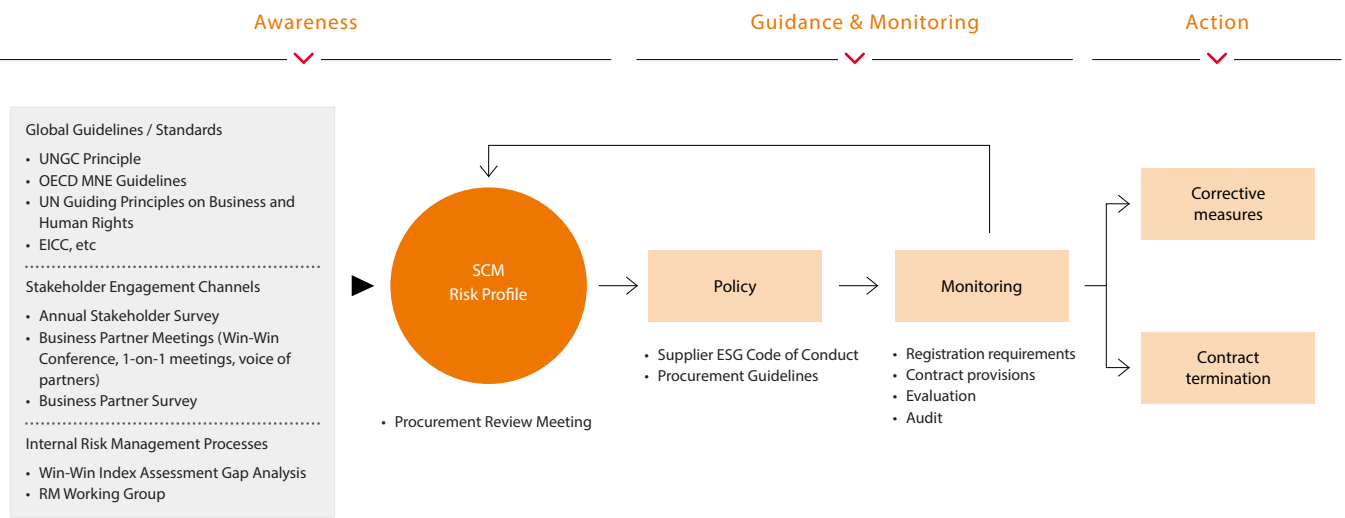 Awareness
Guidance & Monitoring
Action
Global Guidelines / Standards
• UNGC Principle
• OECD MNE Guidelines
• UN Guiding Principles on Business and
Human Rights
• EICC, etc
Stakeholder Engagement Channels
• Annual Stakeholder Survey
• Business Partner Meetings (Win-Win
Conference, 1-on-1 meetings, voice of
partners)
• Business Partner Survey
Internal Risk Management Processes
• Win-Win Index Assessment Gap Analysis
• RM Working Group
SCM
Risk Profile
• Procurement Review Meeting
Policy
• Supplier ESG Code of Conduct
• Procurement Guidelines
Monitoring
• Registration requirements
• Contract provisions
• Evaluation
• Audit
Corrective
measures
Contract
termination